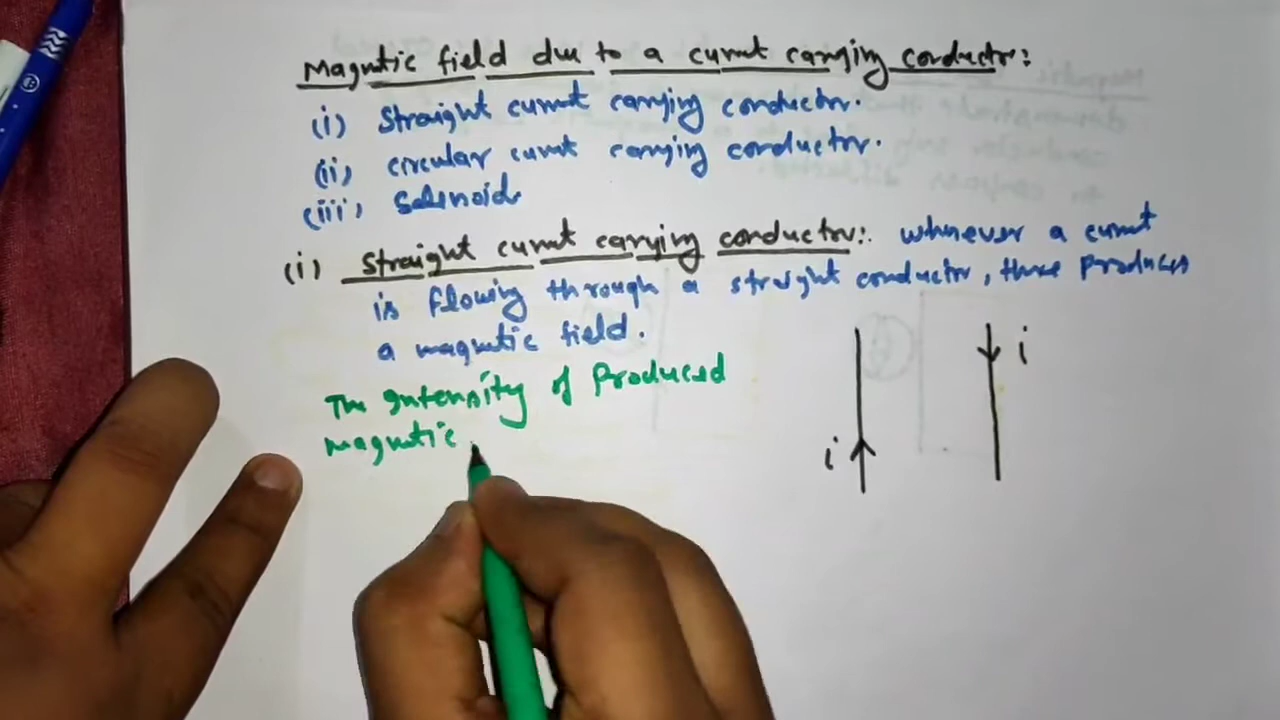 Magnetic field due to a current carrying conductor:
(i) Straight current carrying conductor.
(ii) circular current carrying conductor.
(iii) Solenoid
(i) Straight current carrying conductor:. whenever a current
is flowing through a straight conductor, there produces
a magnetic field.
The Intensity of Produced
magnetic
i
i